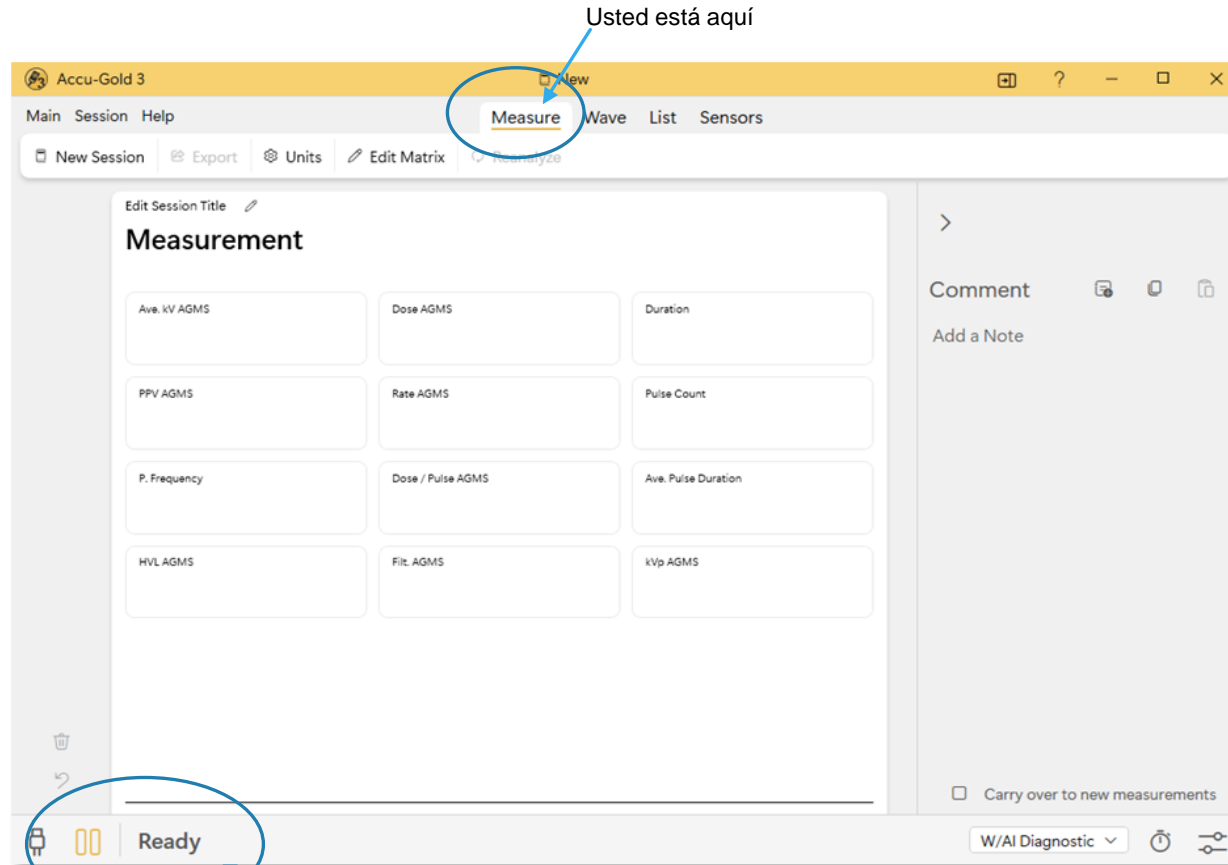 Usted está aquí
Accu-Gold 3
New
?
Main Session Help
Measure Wave List Sensors
New Session Export Units Edit Matrix Reanalyze
Edit Session Title
Measurement
Ave. kV AGMS Dose AGMS Duration
PPV AGMS Rate AGMS Pulse Count
P. Frequency Dose / Pulse AGMS Ave. Pulse Duration
HVL AGMS Filt. AGMS kVp AGMS
Comment
Add a Note
Carry over to new measurements
Ready
W/Al Diagnostic